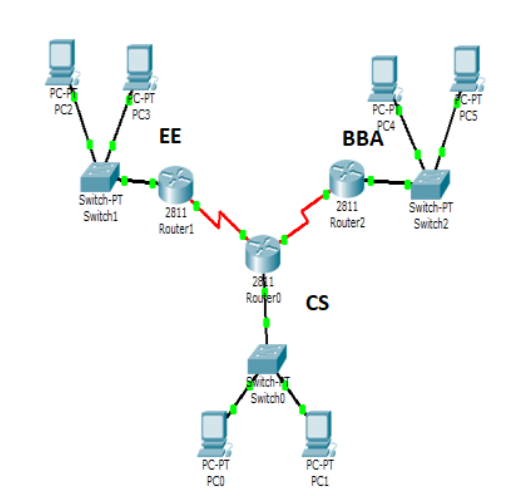 PC-PT
PC2
PC-PT
PC3
EE
Switch-PT
Switch1
2811
Router1
BBA
PC-PT
PC4
PC-PT
PC5
2811
Router2
Switch-PT
Switch2
2811
Router0
CS
Switch-PT
Switch0
PC-PT
PC0
PC-PT
PC1